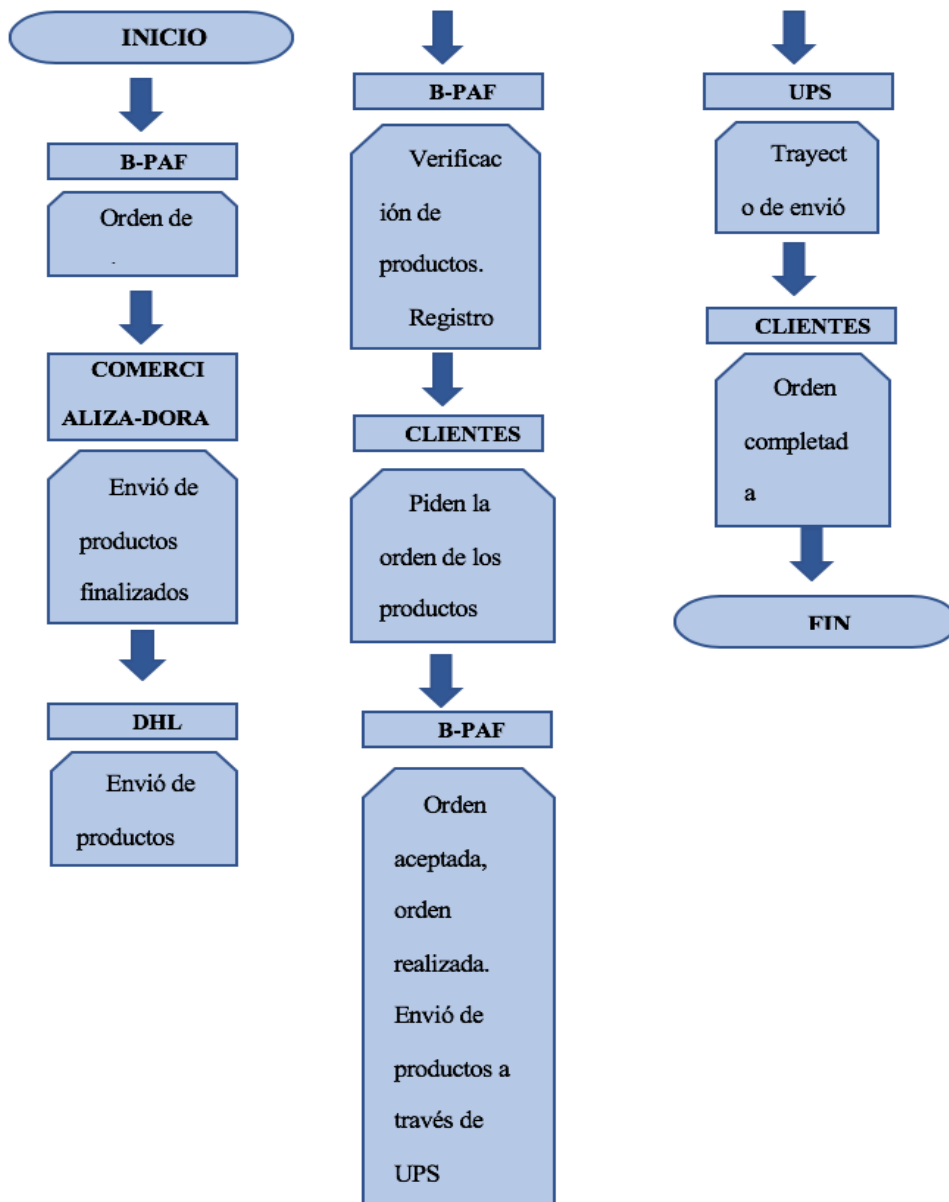 INICIO
B-PAF
Orden de
COMERCI
ALIZA-DORA
Envió de
productos
finalizados
DHL
Envió de
productos
B-PAF
Verificac
ión de
productos.
Registro
CLIENTES
Piden la
orden de los
productos
B-PAF
Orden
aceptada,
orden
realizada.
Envió de
productos a
través de
UPS
UPS
Trayect
o de envió
CLIENTES
Orden
completad
a
FIN